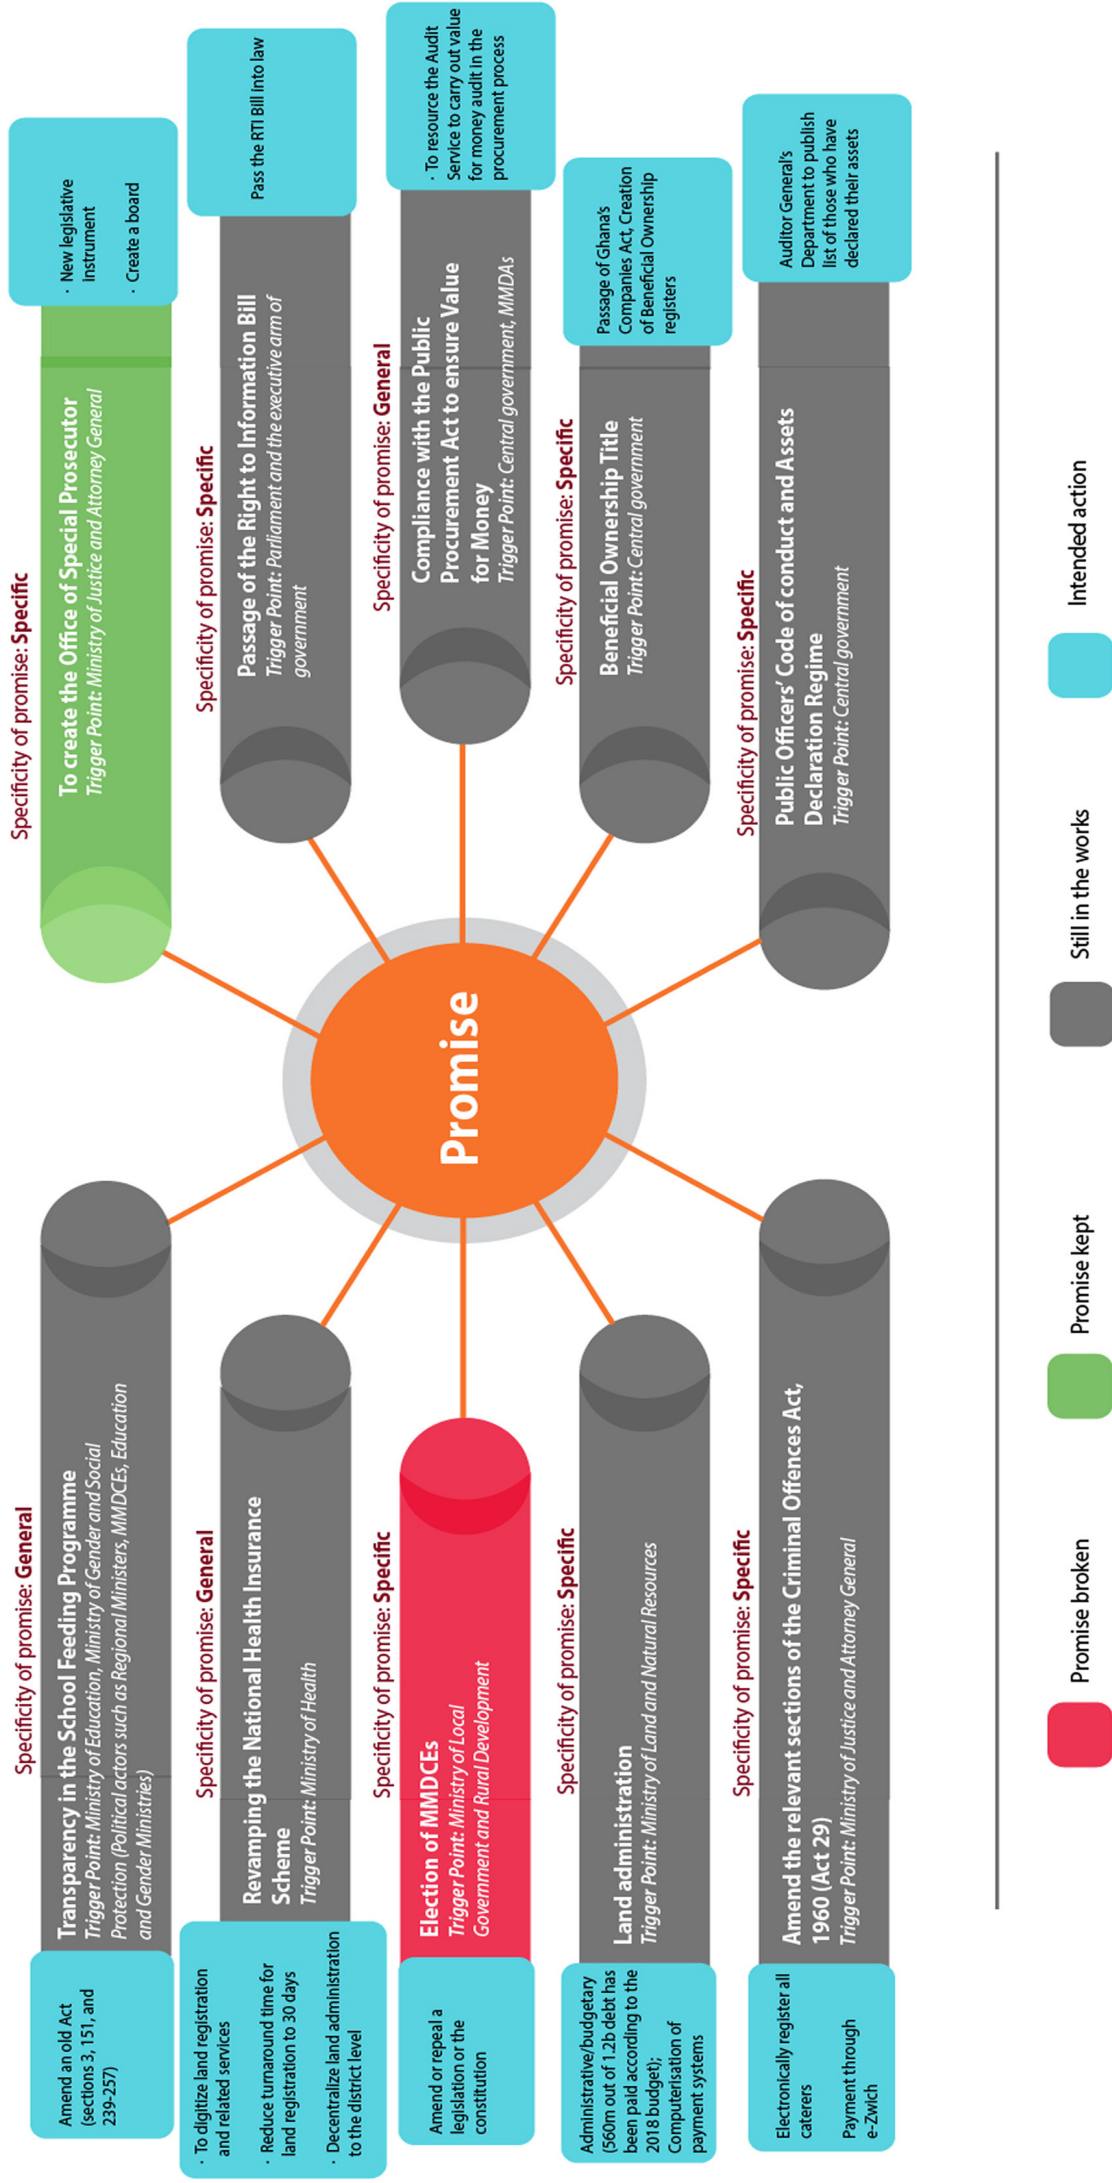 Specificity of promise: General
Transparency in the School Feeding Programme
Trigger Point: Ministry of Education, Ministry of Gender and Social
Protection (Political actors such as Regional Ministers, MMDCEs, Education
and Gender Ministries)
Amend an old Act
(sections 3, 151, and
239-257)
Specificity of promise: General
Revamping the National Health Insurance
Scheme
Trigger Point: Ministry of Health
· To digitize land registration
and related services
· Reduce turnaround time for
land registration to 30 days
· Decentralize land administration
to the district level
Specificity of promise: Specific
Election of MMDCEs
Trigger Point: Ministry of Local
Government and Rural Development
Amend or repeal a
legislation or the
constitution
Specificity of promise: Specific
Land administration
Trigger Point: Ministry of Land and Natural Resources
Administrative/budgetary
(560m out of 1.2b debt has
been paid according to the
2018 budget);
Computerisation of
payment systems
Specificity of promise: Specific
Amend the relevant sections of the Criminal Offences Act,
1960 (Act 29)
Trigger Point: Ministry of Justice and Attorney General
Electronically register all
caterers
Payment through
e-Zwich
Promise
Specificity of promise: Specific
To create the Office of Special Prosecutor
Trigger Point: Ministry of Justice and Attorney General
· New legislative
instrument
· Create a board
Specificity of promise: Specific
Passage of the Right to Information Bill
Trigger Point: Parliament and the executive arm of
government
Pass the RTI Bill into law
Specificity of promise: General
Compliance with the Public
Procurement Act to ensure Value
for Money
Trigger Point: Central government, MMDAs
· To resource the Audit
Service to carry out value
for money audit in the
procurement process
Specificity of promise: Specific
Beneficial Ownership Title
Trigger Point: Central government
Passage of Ghana's
Companies Act, Creation
of Beneficial Ownership
registers
Specificity of promise: Specific
Public Officers' Code of conduct and Assets
Declaration Regime
Trigger Point: Central government
Auditor General's
Department to publish
list of those who have
declared their assets
Promise broken
Promise kept
Still in the works
Intended action